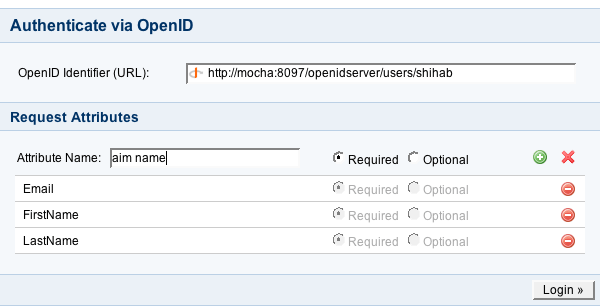 Authenticate via OpenID
OpenID Identifier (URL): http://mocha:8097/openidserver/users/shihab
Request Attributes
Attribute Name: aim name Required Optional
Email Required Optional
FirstName Required Optional
LastName Required Optional
Login »